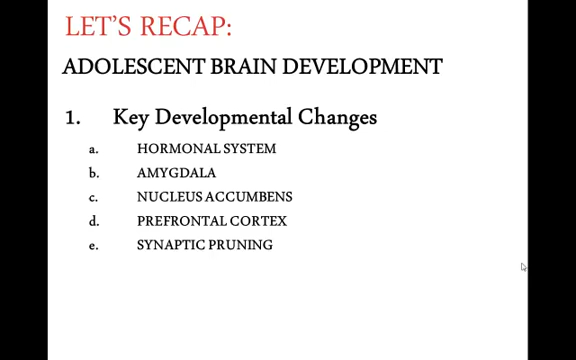 LET'S RECAP:
ADOLESCENT BRAIN DEVELOPMENT
1. Key Developmental Changes
a. HORMONAL SYSTEM
b. AMYGDALA
c. NUCLEUS ACCUMBENS
d. PREFRONTAL CORTEX
e. SYNAPTIC PRUNING